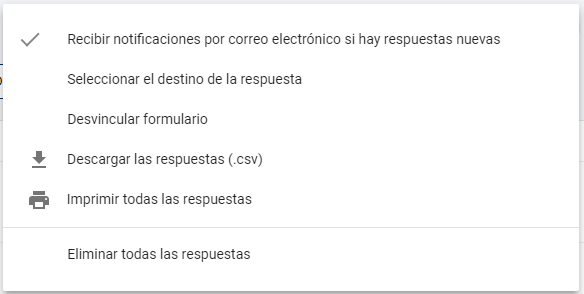 Recibir notificaciones por correo electrónico si hay respuestas nuevas
Seleccionar el destino de la respuesta
Desvincular formulario
Descargar las respuestas (.csv)
Imprimir todas las respuestas
Eliminar todas las respuestas